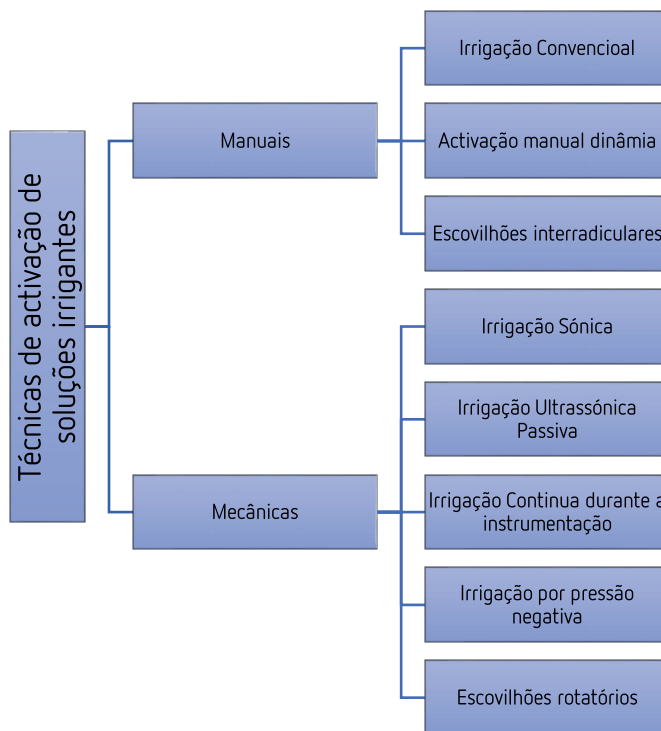 Técnicas de activação de
soluções irrigantes
Manuais
Irrigação Convencioal
Activação manual dinâmia
Escovilhões interradiculares
Mecânicas
Irrigação Sónica
Irrigação Ultrassónica
Passiva
Irrigação Continua durante a
instrumentação
Irrigação por pressão
negativa
Escovilhões rotatórios